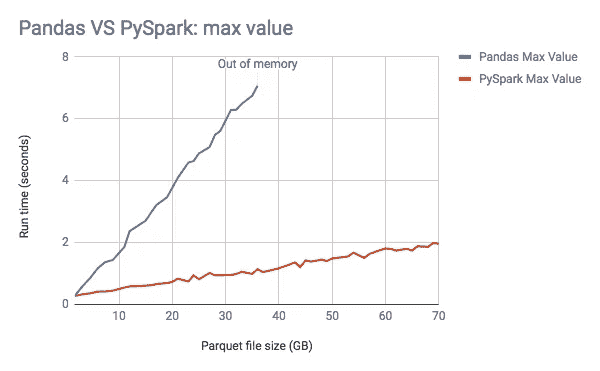 Pandas VS PySpark: max value
8
6
4
2
0
Out of memory
Pandas Max Value
PySpark Max Value
Run time (seconds)
10 20 30 40 50 60 70
Parquet file size (GB)